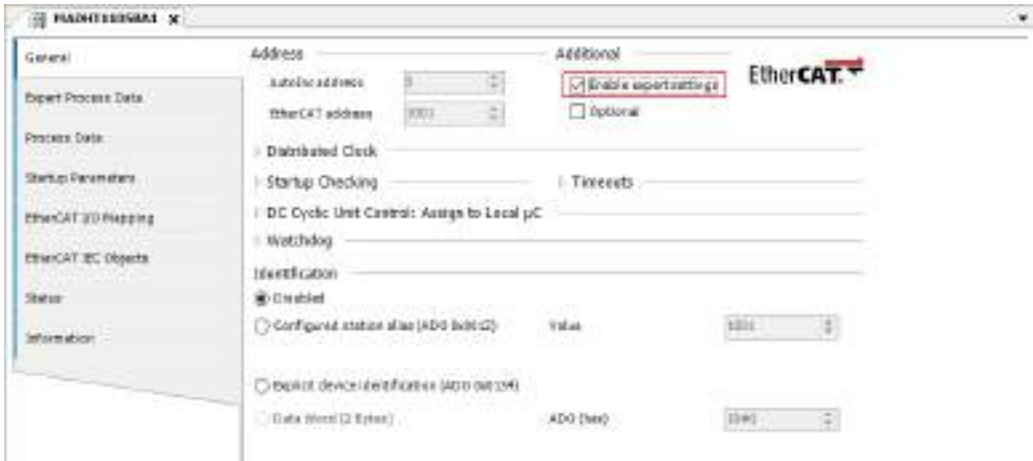 General
Expert Process Data
Process Data
Startup Parameters
EtherCAT I/O Mapping
EtherCAT IEC Objects
Status
Information
Address
Additional
AutoInc address
Enable expert settings
EtherCAT.
EtherCAT address
Optional
Distributed Clock
Startup Checking
Timeouts
DC Cyclic Unit Control: Assign to Local µC
Watchdog
Identification
Disabled
Configured station alias (ADO 0x0012)
Value
Explicit device identification (ADO 0x0134)
Data Word (2 Bytes)
ADO (hex)